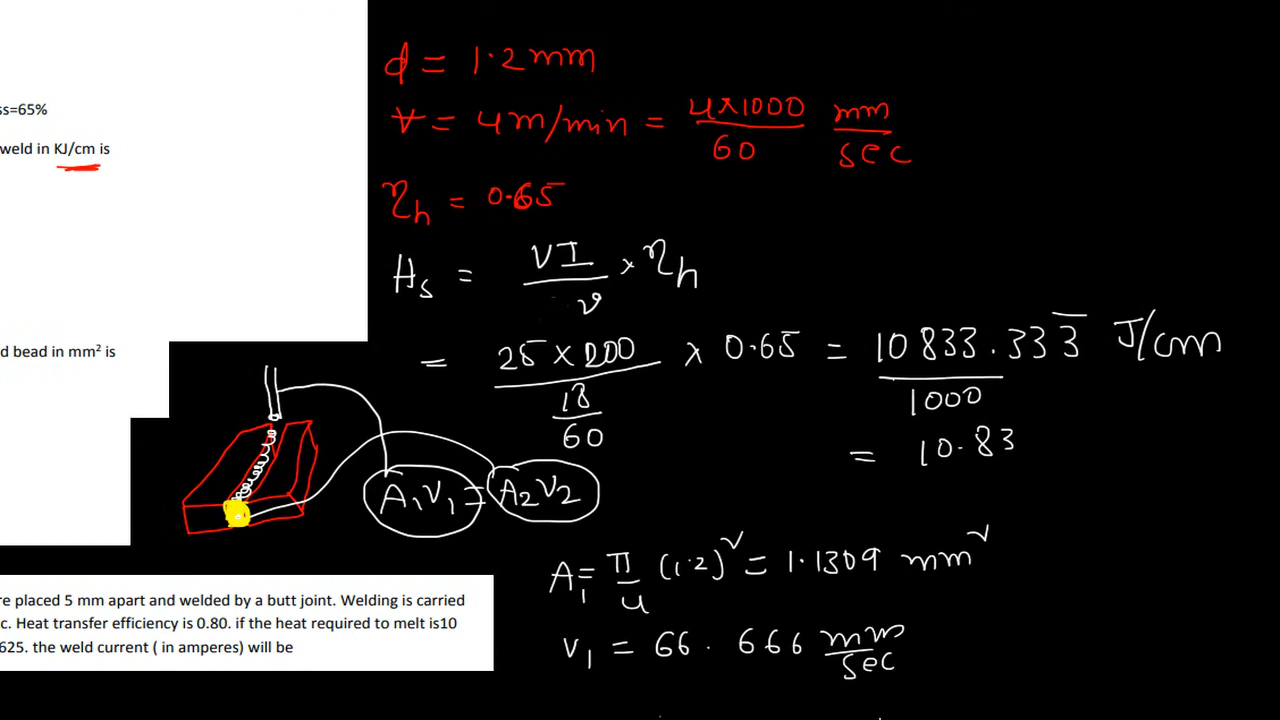 ss=65%
weld in KJ/cm is
d bead in mm² is
re placed 5 mm apart and welded by a butt joint. Welding is carried
c. Heat transfer efficiency is 0.80. if the heat required to melt is10
625. the weld current ( in amperes) will be
d = 1.2mm
v = 4m/min = 4×1000/60 mm/sec
ηh = 0.65
Hs = VI/v × ηh
= 25 × 200/(18/60) × 0.65 = 10833.333̅/1000 J/cm
= 10.83
A₁V₁ = A₂V₂
A₁ = π/4 (1.2)² = 1.1309 mm²
V₁ = 66.666 mm/sec